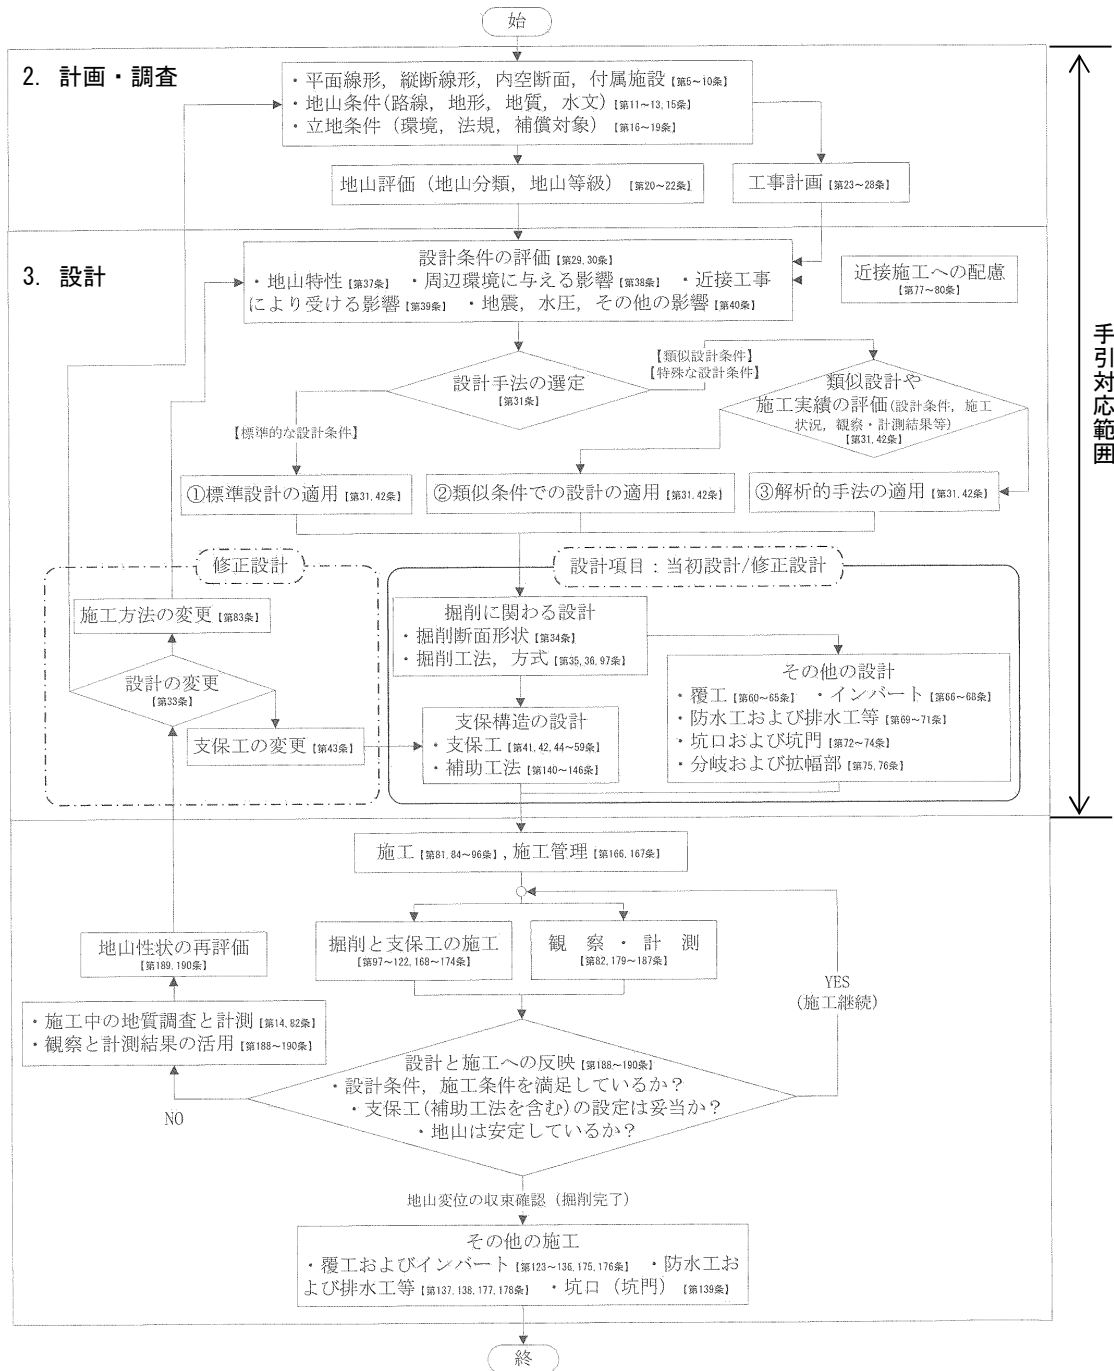 始
2. 計画・調査
・平面線形，縦断線形，内空断面，付属施設【第5～10条】
・地山条件(路線，地形，地質，水文)【第11～13,15条】
・立地条件（環境，法規，補償対象）【第16～19条】
地山評価（地山分類，地山等級）【第20～22条】
工事計画【第23～28条】
3. 設計
設計条件の評価【第29,30条】
・地山特性【第37条】 ・周辺環境に与える影響【第38条】 ・近接工事
により受ける影響【第39条】 ・地震，水圧，その他の影響【第40条】
近接施工への配慮
【第77～80条】
手引対応範囲
設計手法の選定
【第31条】
【類似設計条件】
【特殊な設計条件】
類似設計や
施工実績の評価(設計条件，施工
状況，観察・計測結果等)
【第31,42条】
【標準的な設計条件】
①標準設計の適用【第31,42条】
②類似条件での設計の適用【第31,42条】
③解析的手法の適用【第31,42条】
修正設計
設計項目：当初設計/修正設計
施工方法の変更【第83条】
設計の変更
【第33条】
支保工の変更【第43条】
掘削に関わる設計
・掘削断面形状【第34条】
・掘削工法，方式【第35,36,97条】
支保構造の設計
・支保工【第41,42,44～59条】
・補助工法【第140～146条】
その他の設計
・覆工【第60～65条】 ・インバート【第66～68条】
・防水工および排水工等【第69～71条】
・坑口および坑門【第72～74条】
・分岐および拡幅部【第75,76条】
施工【第81,84～96条】，施工管理【第166,167条】
掘削と支保工の施工
【第97～122,168～174条】
観 察 ・ 計 測
【第82,179～187条】
地山性状の再評価
【第189,190条】
・施工中の地質調査と計測【第14,82条】
・観察と計測結果の活用【第188～190条】
YES
(施工継続)
設計と施工への反映【第188～190条】
・設計条件，施工条件を満足しているか？
・支保工(補助工法を含む)の設定は妥当か？
・地山は安定しているか？
NO
地山変位の収束確認（掘削完了）
その他の施工
・覆工およびインバート【第123～136,175,176条】 ・防水工お
よび排水工等【第137,138,177,178条】 ・坑口（坑門）【第139条】
終